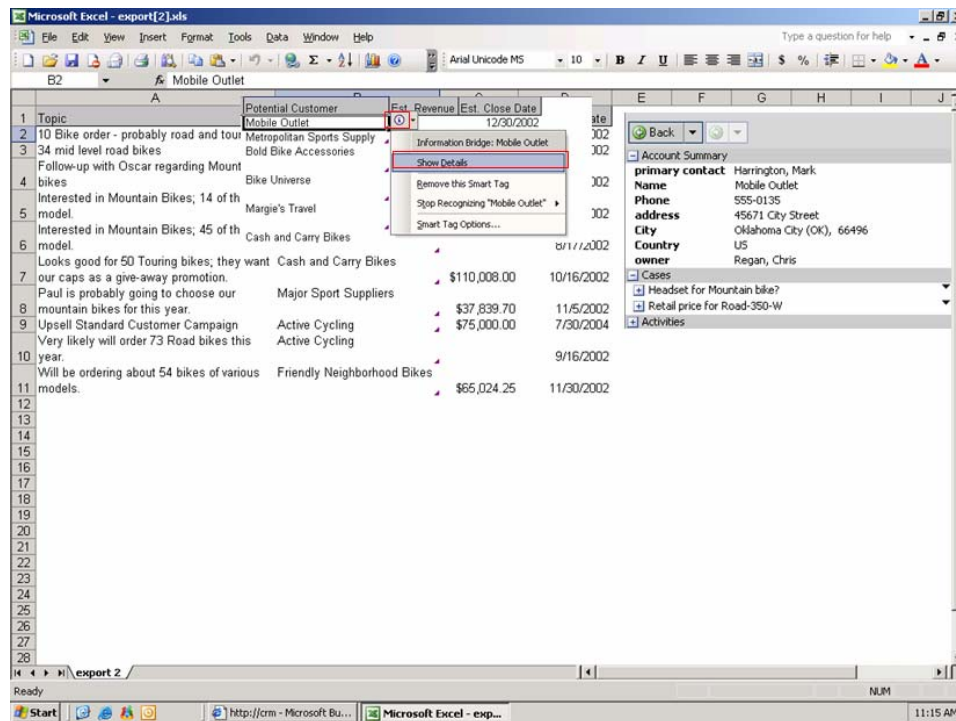 Microsoft Excel - export[2].xls
File Edit View Insert Format Tools Data Window Help
Type a question for help
Arial Unicode MS 10 B I U $ %
B2 fx Mobile Outlet
A E F G H I J
Potential Customer Est. Revenue Est. Close Date
1 Topic
Mobile Outlet 12/30/2002
2 10 Bike order - probably road and tour Metropolitan Sports Supply 002
3 34 mid level road bikes Bold Bike Accessories 002
Follow-up with Oscar regarding Mount
4 bikes Bike Universe 002
Interested in Mountain Bikes; 14 of th
5 model. Margie's Travel 002
Interested in Mountain Bikes; 45 of th Cash and Carry Bikes
6 model. 8/17/2002
Looks good for 50 Touring bikes; they want Cash and Carry Bikes
7 our caps as a give-away promotion. $110,008.00 10/16/2002
Paul is probably going to choose our Major Sport Suppliers
8 mountain bikes for this year. $37,839.70 11/5/2002
9 Upsell Standard Customer Campaign Active Cycling $75,000.00 7/30/2004
Very likely will order 73 Road bikes this Active Cycling
10 year. 9/16/2002
Will be ordering about 54 bikes of various Friendly Neighborhood Bikes
11 models. $65,024.25 11/30/2002
12
13
14
15
16
17
18
19
20
21
22
23
24
25
26
27
28
Information Bridge: Mobile Outlet
Show Details
Remove this Smart Tag
Stop Recognizing "Mobile Outlet"
Smart Tag Options...
Back
Account Summary
primary contact Harrington, Mark
Name Mobile Outlet
Phone 555-0135
address 45671 City Street
City Oklahoma City (OK), 66496
Country US
owner Regan, Chris
Cases
Headset for Mountain bike?
Retail price for Road-350-W
Activities
export 2
Ready NUM
Start http://crm - Microsoft Bu... Microsoft Excel - exp... 11:15 AM